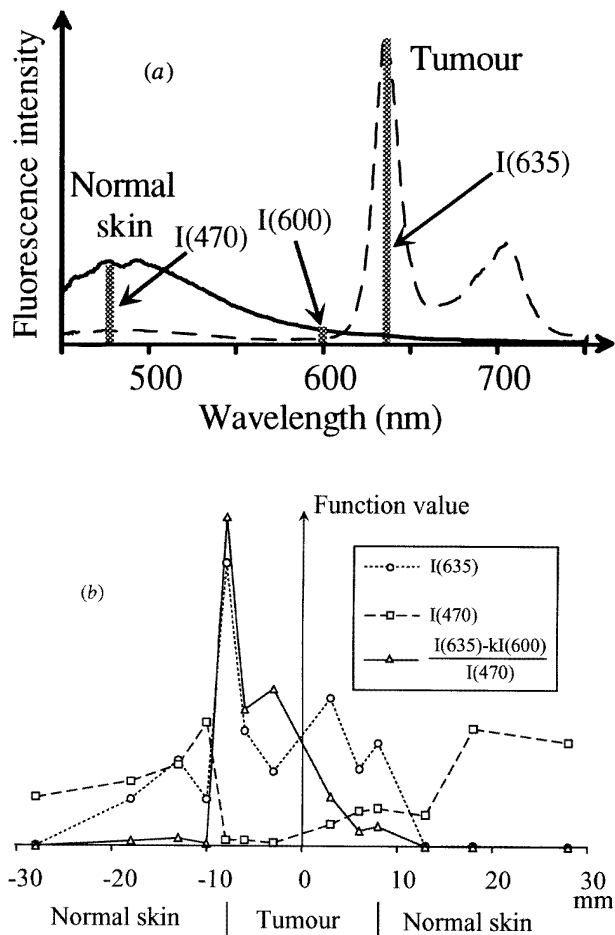 (a)
Tumour
Fluorescence intensity
Normal
skin
I(470)
I(600)
I(635)
500
600
700
Wavelength (nm)
Function value
(b)
I(635)
I(470)
I(635)-kI(600)
I(470)
-30
-20
-10
0
10
20
30
mm
Normal skin
Tumour
Normal skin